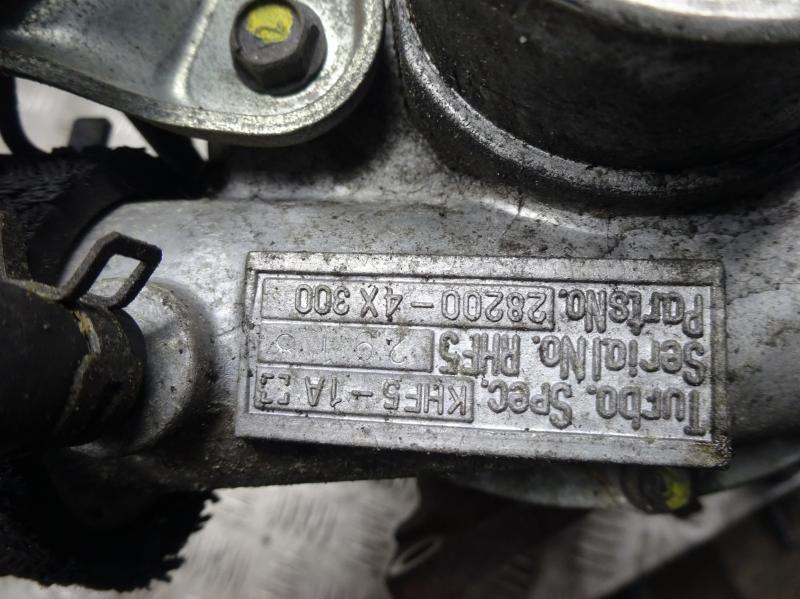 Turbo. Spec, KHF5-1A
Serial No. RHF5
Parts No. 28200-4X300